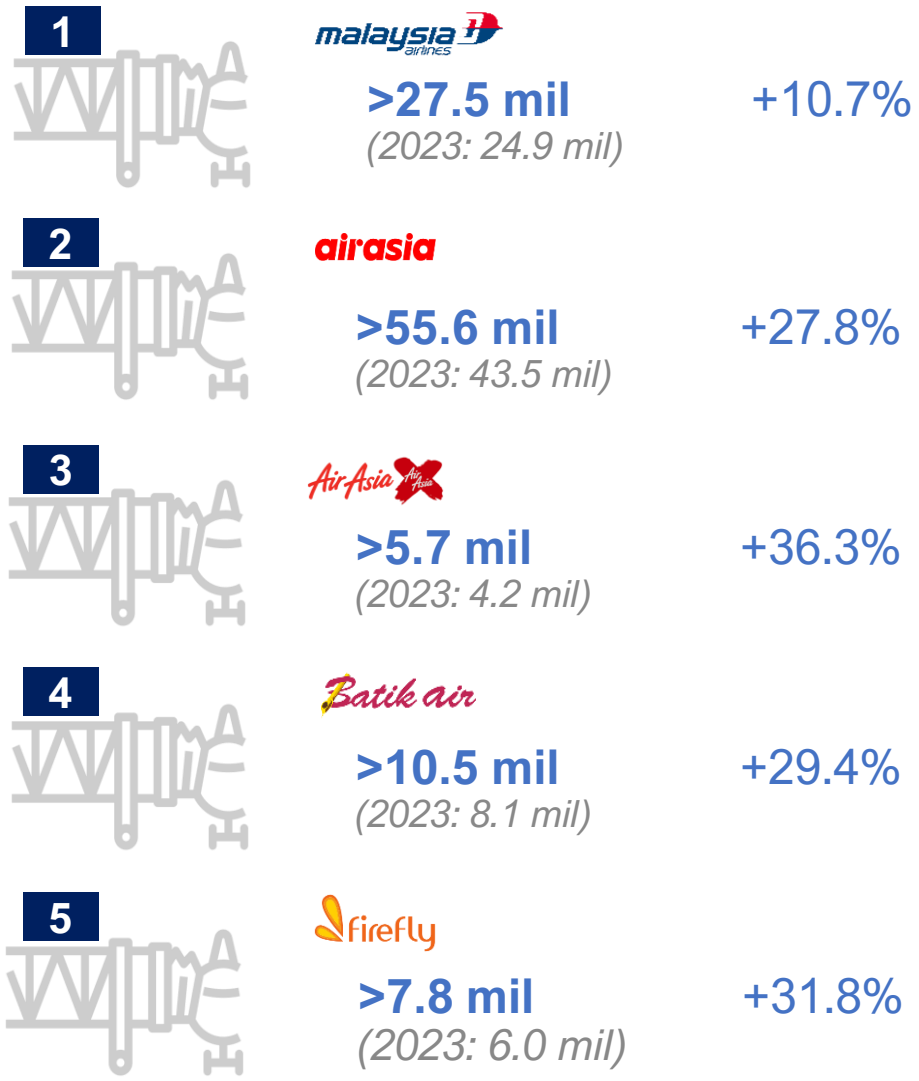 1
malaysia
airlines
>27.5 mil +10.7%
(2023: 24.9 mil)
2
airasia
>55.6 mil +27.8%
(2023: 43.5 mil)
3
AirAsia
Air
Asia
X
>5.7 mil +36.3%
(2023: 4.2 mil)
4
Batik air
>10.5 mil +29.4%
(2023: 8.1 mil)
5
firefly
>7.8 mil +31.8%
(2023: 6.0 mil)